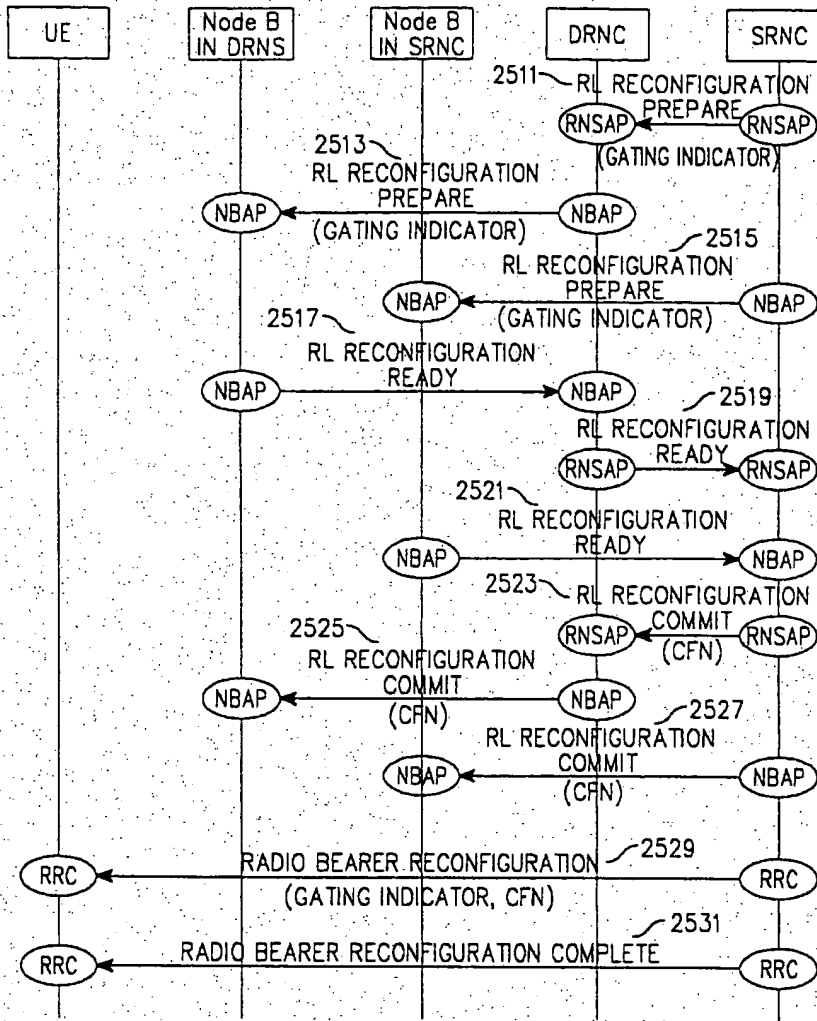 UE
Node B
IN DRNS
Node B
IN SRNC
DRNC
SRNC
2511
RL RECONFIGURATION
PREPARE
RNSAP
RNSAP
(GATING INDICATOR)
2513
RL RECONFIGURATION
PREPARE
NBAP
NBAP
(GATING INDICATOR)
2515
RL RECONFIGURATION
PREPARE
NBAP
NBAP
(GATING INDICATOR)
2517
RL RECONFIGURATION
READY
NBAP
NBAP
2519
RL RECONFIGURATION
READY
RNSAP
RNSAP
2521
RL RECONFIGURATION
READY
NBAP
NBAP
2523
RL RECONFIGURATION
COMMIT
RNSAP
RNSAP
(CFN)
2525
RL RECONFIGURATION
COMMIT
NBAP
NBAP
(CFN)
2527
RL RECONFIGURATION
COMMIT
NBAP
NBAP
(CFN)
RADIO BEARER RECONFIGURATION
2529
RRC
RRC
(GATING INDICATOR, CFN)
2531
RADIO BEARER RECONFIGURATION COMPLETE
RRC
RRC